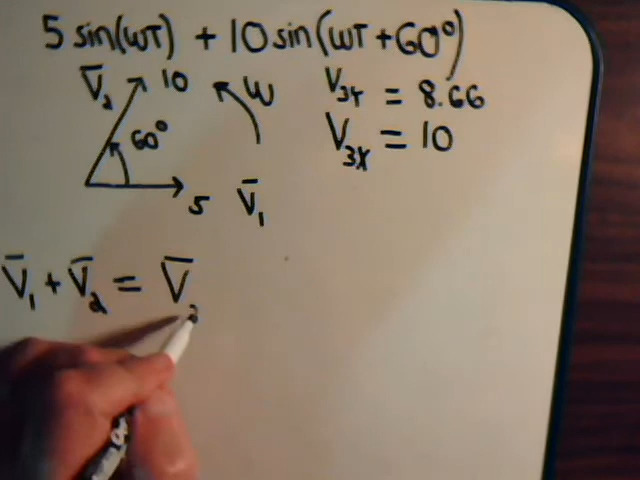 5 sin(ωT) + 10 sin(ωT + 60°)
V̅₂ 10 ω V₃Y = 8.66
60° V₃X = 10
5 V̅₁
V̅₁ + V̅₂ = V̅₃